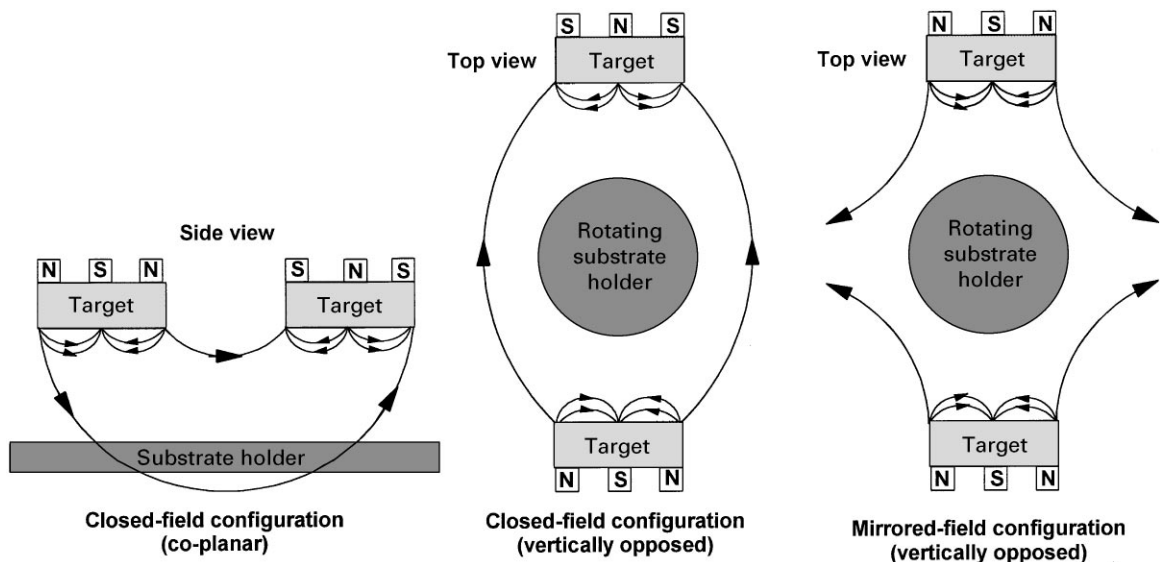 Side view
N S N
S N S
Target
Target
Substrate holder
Closed-field configuration
(co-planar)
S N S
Top view
Target
Rotating
substrate
holder
Target
N S N
Closed-field configuration
(vertically opposed)
N S N
Top view
Target
Rotating
substrate
holder
Target
N S N
Mirrored-field configuration
(vertically opposed)